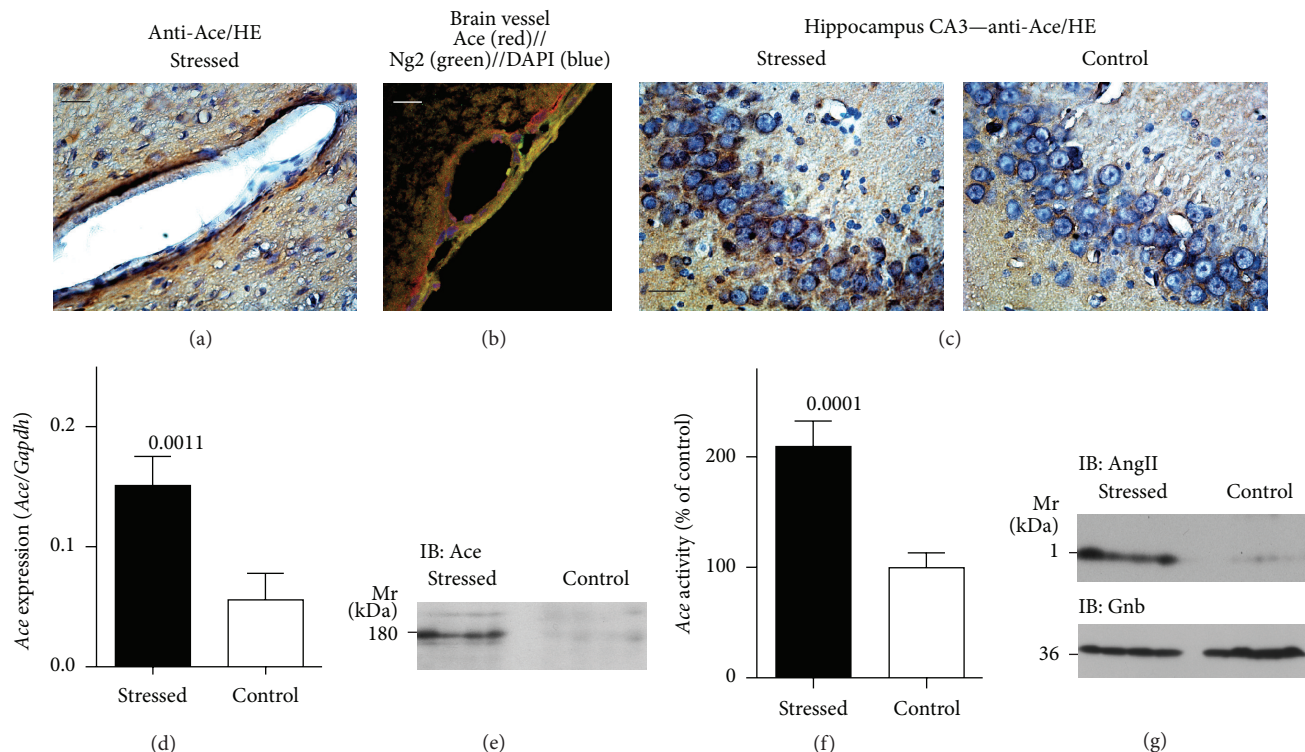 Anti-Ace/HE
Stressed
Brain vessel
Ace (red)//
Ng2 (green)//DAPI (blue)
Hippocampus CA3—anti-Ace/HE
Stressed
Control
(a)
(b)
(c)
Ace expression (Ace/Gapdh)
0.2
0.1
0.0
0.0011
Stressed
Control
(d)
IB: Ace
Stressed
Control
Mr
(kDa)
180
(e)
Ace activity (% of control)
200
100
0
0.0001
Stressed
Control
(f)
IB: AngII
Stressed
Control
Mr
(kDa)
1
IB: Gnb
36
(g)